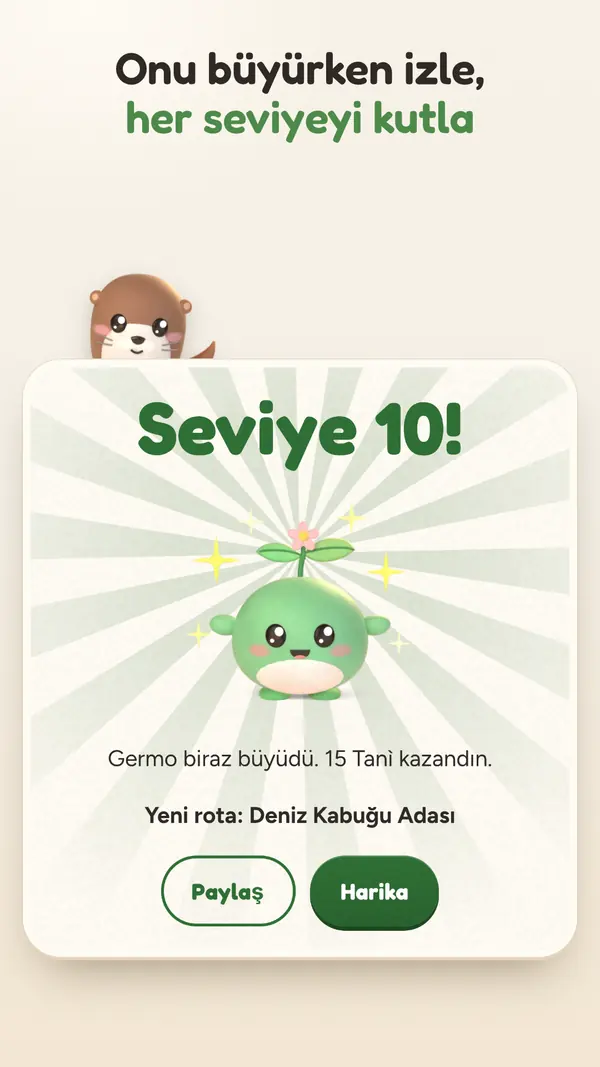 Onu büyürken izle,
her seviyeyi kutla
Seviye 10!
Germo biraz büyüdü. 15 Tanì kazandın.
Yeni rota: Deniz Kabuğu Adası
Paylaş
Harika